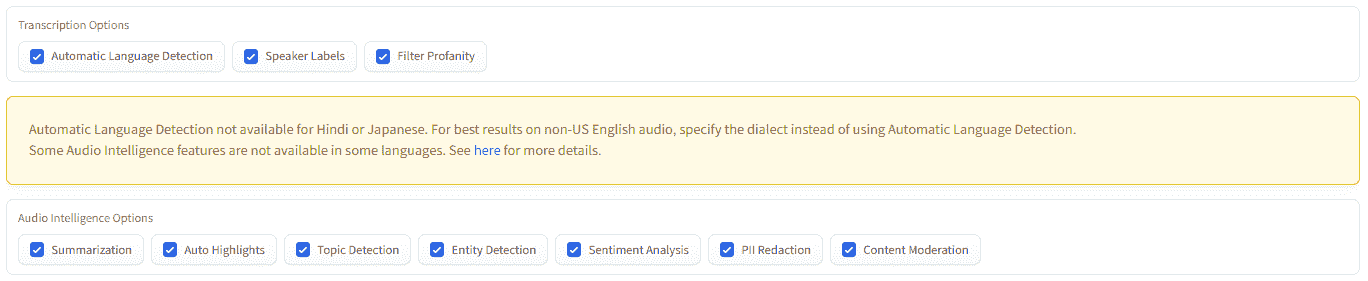 Transcription Options
Automatic Language Detection Speaker Labels Filter Profanity
Automatic Language Detection not available for Hindi or Japanese. For best results on non-US English audio, specify the dialect instead of using Automatic Language Detection.
Some Audio Intelligence features are not available in some languages. See here for more details.
Audio Intelligence Options
Summarization Auto Highlights Topic Detection Entity Detection Sentiment Analysis PII Redaction Content Moderation